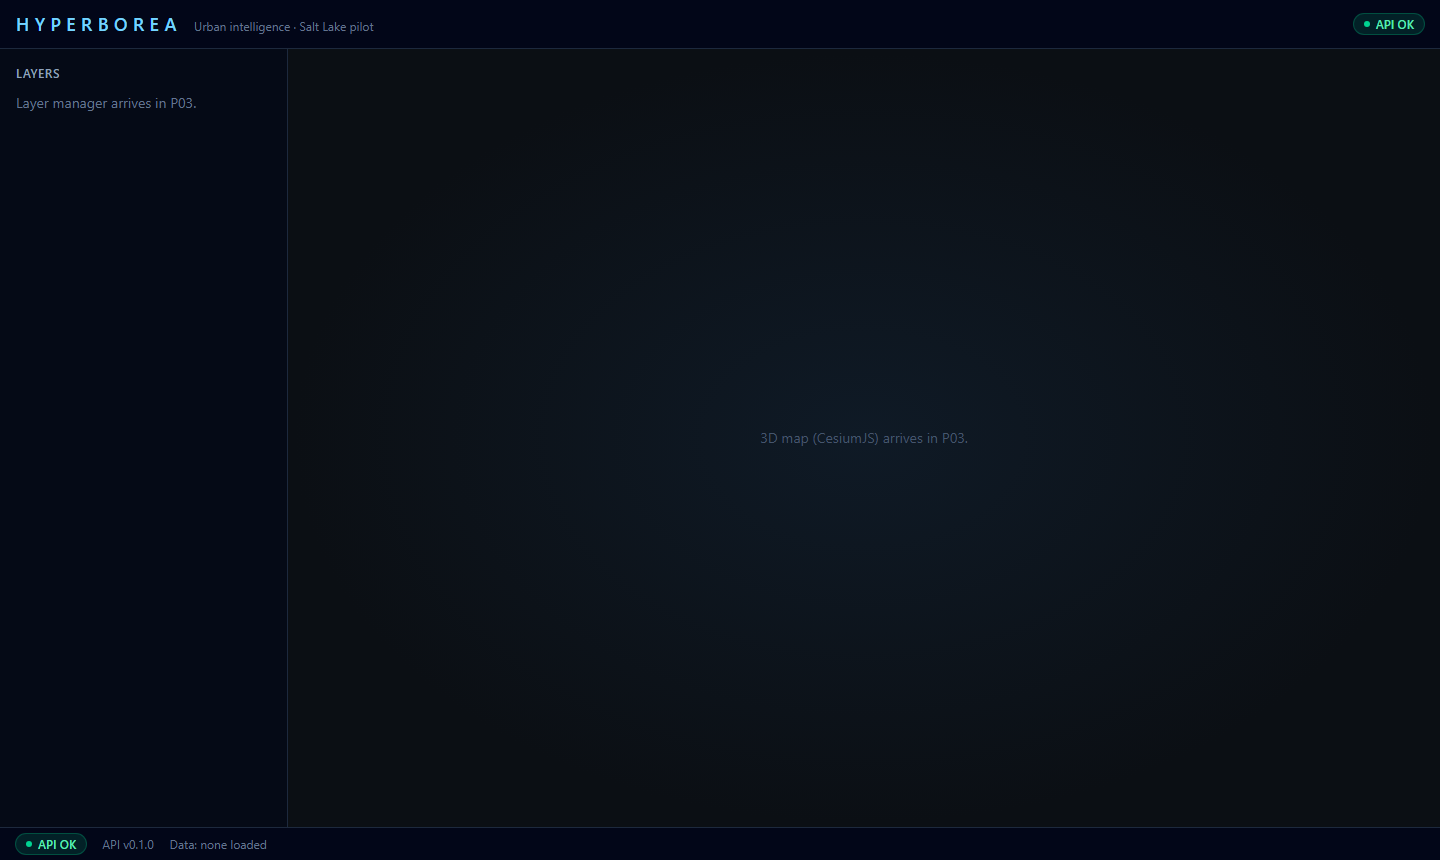 HYPERBOREA Urban intelligence · Salt Lake pilot API OK
LAYERS
Layer manager arrives in P03.
3D map (CesiumJS) arrives in P03.
API OK API v0.1.0 Data: none loaded